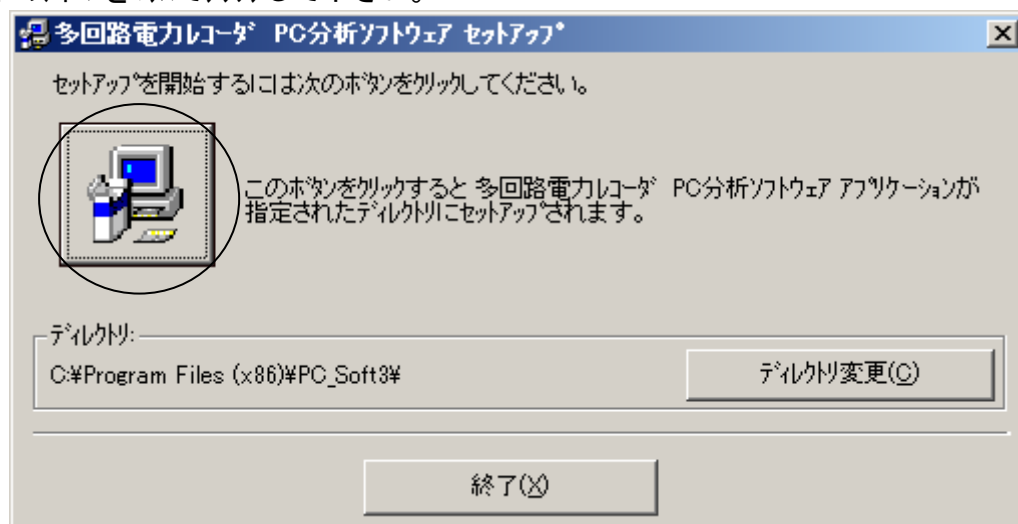 多回路電力ﾚｺｰﾀﾞ PC分析ｿﾌﾄｳｪｱ ｾｯﾄｱｯﾌﾟ
ｾｯﾄｱｯﾌﾟを開始するには次のﾎﾞﾀﾝをｸﾘｯｸしてください。
このﾎﾞﾀﾝをｸﾘｯｸすると 多回路電力ﾚｺｰﾀﾞ PC分析ｿﾌﾄｳｪｱ ｱﾌﾟﾘｹｰｼｮﾝが
指定されたﾃﾞｨﾚｸﾄﾘにｾｯﾄｱｯﾌﾟされます。
ﾃﾞｨﾚｸﾄﾘ:
C:¥Program Files (x86)¥PC_Soft3¥
ﾃﾞｨﾚｸﾄﾘ変更(C)
終了(X)